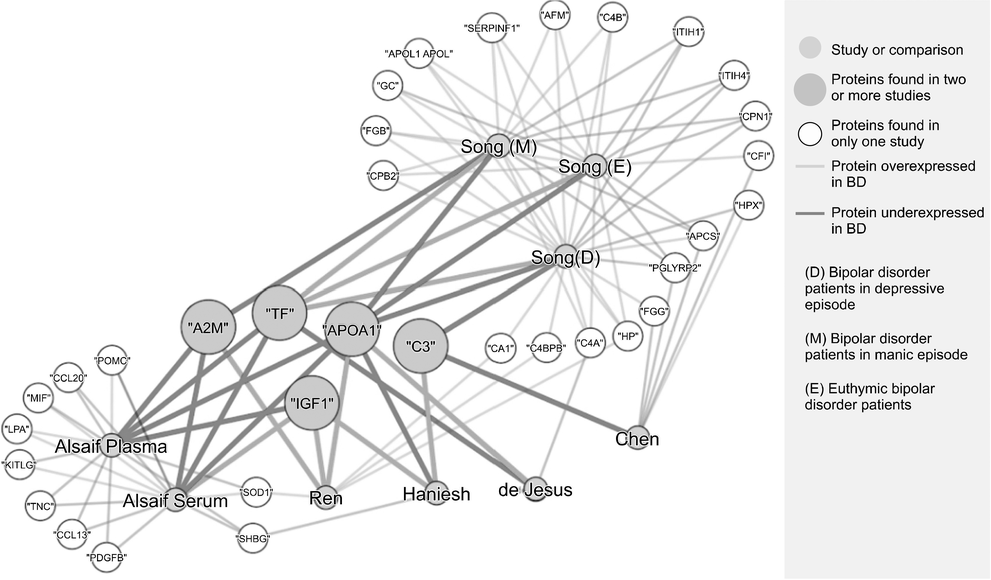 "AFM"
"C4B"
"SERPINF1"
"ITIH1"
"APOL1 APOL"
"ITIH4"
"GC"
"CPN1"
"FGB"
"CFI"
"CPB2"
"HPX"
"APCS"
"PGLYRP2"
"FGG"
"HP"
"C4A"
"C4BPB"
"CA1"
Song (M)
Song (E)
Song(D)
"A2M"
"TF"
"APOA1"
"C3"
"IGF1"
"POMC"
"CCL20"
"MIF"
"LPA"
"KITLG"
"TNC"
"CCL13"
"PDGFB"
"SOD1"
"SHBG"
Alsaif Plasma
Alsaif Serum
Ren
Haniesh
de Jesus
Chen
Study or comparison
Proteins found in two
or more studies
Proteins found in
only one study
Protein overexpressed
in BD
Protein underexpressed
in BD
(D) Bipolar disorder
patients in depressive
episode
(M) Bipolar disorder
patients in manic episode
(E) Euthymic bipolar
disorder patients